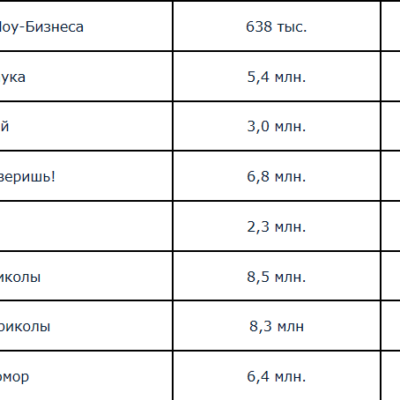 Шоу-Бизнеса 638 тыс.
ука 5,4 млн.
й 3,0 млн.
веришь! 6,8 млн.
2,3 млн.
иколы 8,5 млн.
риколы 8,3 млн
мор 6,4 млн.